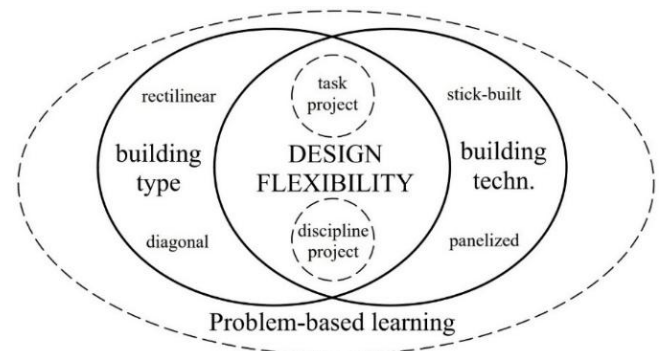 task
project
rectilinear
stick-built
building
type
DESIGN
FLEXIBILITY
building
techn.
diagonal
discipline
project
panelized
Problem-based learning